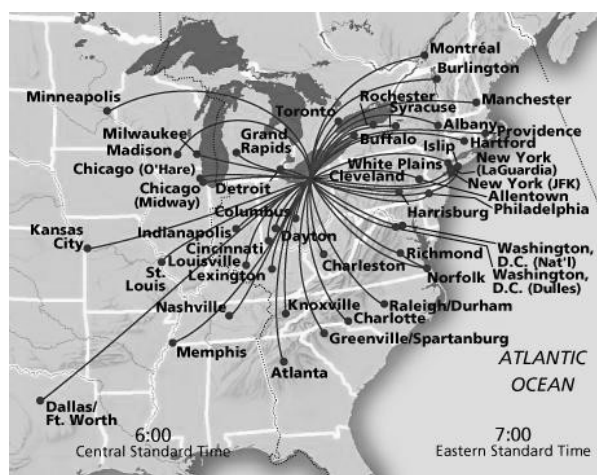 Montréal
Burlington
Minneapolis
Rochester
Syracuse
Manchester
Toronto
Albany
Providence
Milwaukee
Grand
Rapids
Buffalo
Hartford
Madison
Islip
New York
(LaGuardia)
Chicago (O'Hare)
White Plains
Cleveland
Chicago
(Midway)
Detroit
New York (JFK)
Allentown
Philadelphia
Harrisburg
Columbus
Kansas
City
Indianapolis
Dayton
Cincinnati
Washington,
D.C. (Nat'l)
Washington,
D.C. (Dulles)
St.
Louis
Louisville
Lexington
Charleston
Richmond
Norfolk
Nashville
Knoxville
Raleigh/Durham
Charlotte
Greenville/Spartanburg
Memphis
Atlanta
ATLANTIC
OCEAN
Dallas/
Ft. Worth
6:00
Central Standard Time
7:00
Eastern Standard Time